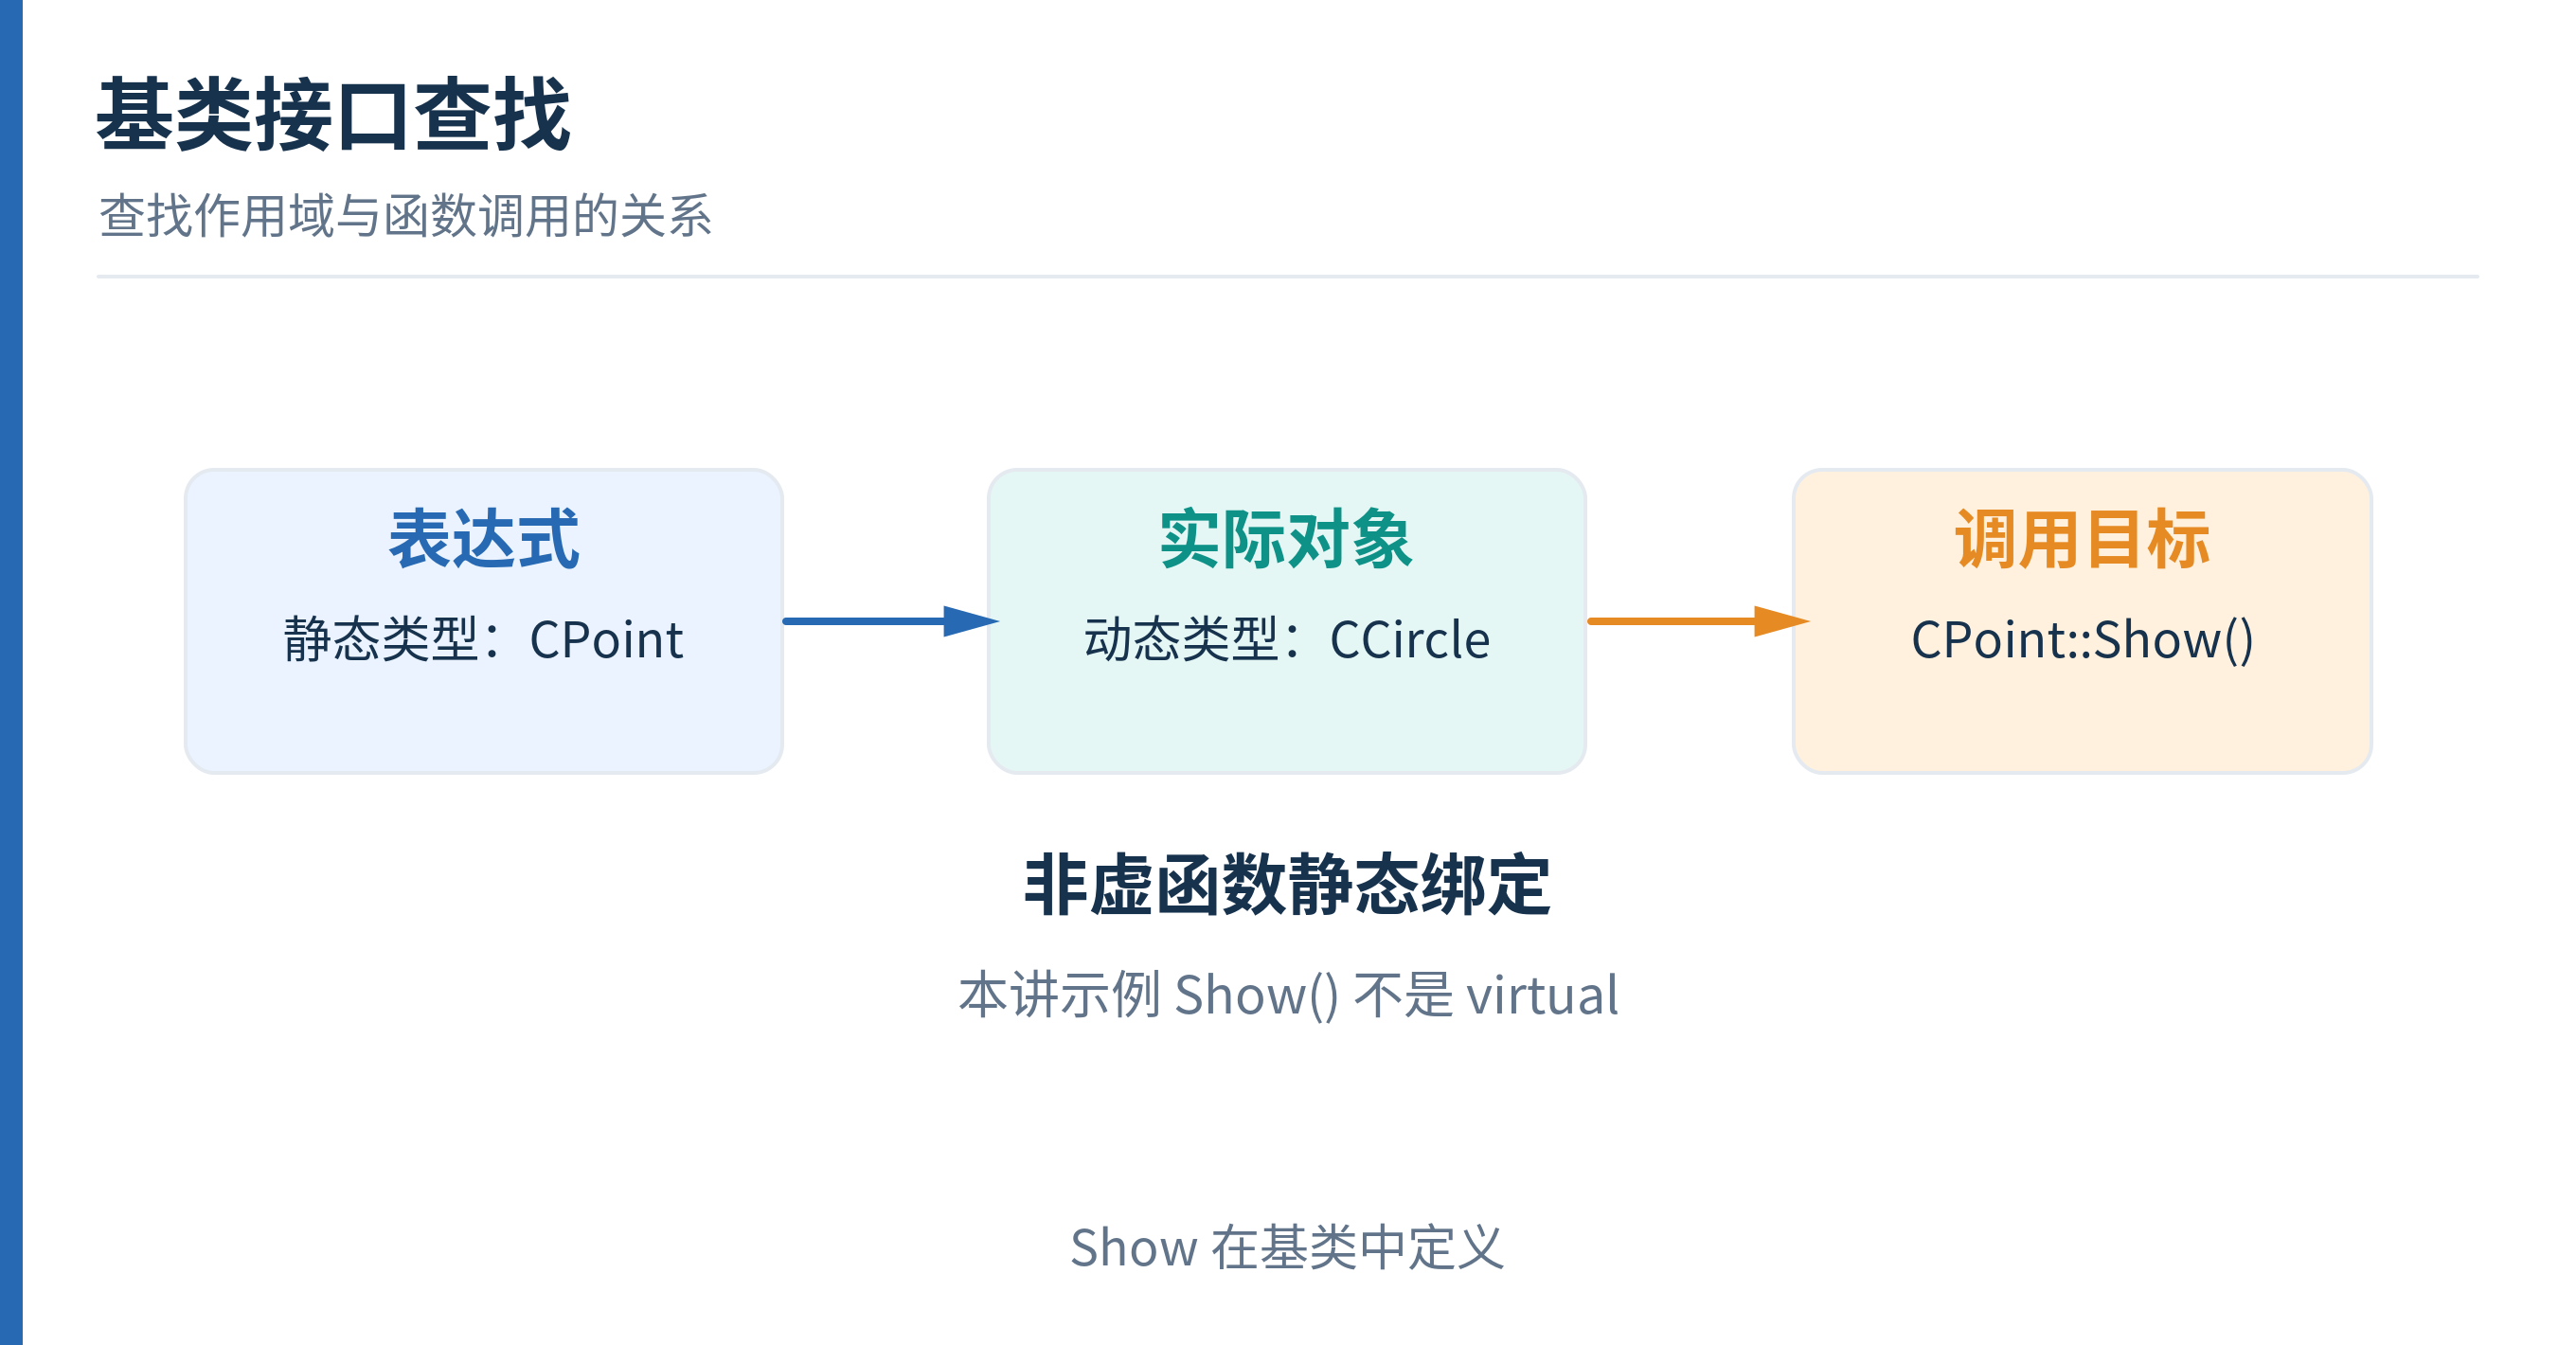 基类接口查找
查找作用域与函数调用的关系
表达式
静态类型：CPoint
实际对象
动态类型：CCircle
调用目标
CPoint::Show()
非虚函数静态绑定
本讲示例 Show() 不是 virtual
Show 在基类中定义